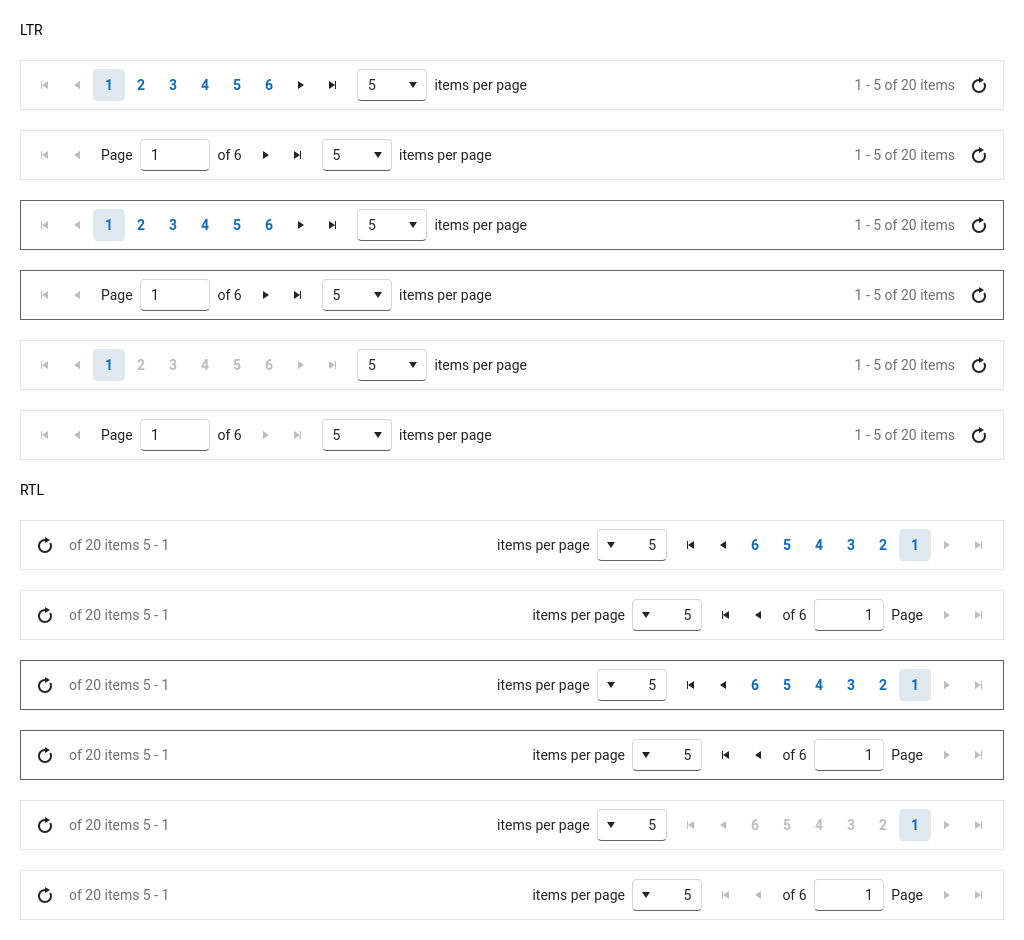 LTR
1 2 3 4 5 6 5 items per page 1 - 5 of 20 items
Page 1 of 6 5 items per page 1 - 5 of 20 items
1 2 3 4 5 6 5 items per page 1 - 5 of 20 items
Page 1 of 6 5 items per page 1 - 5 of 20 items
1 2 3 4 5 6 5 items per page 1 - 5 of 20 items
Page 1 of 6 5 items per page 1 - 5 of 20 items
RTL
of 20 items 5 - 1 items per page 5 6 5 4 3 2 1
of 20 items 5 - 1 items per page 5 of 6 1 Page
of 20 items 5 - 1 items per page 5 6 5 4 3 2 1
of 20 items 5 - 1 items per page 5 of 6 1 Page
of 20 items 5 - 1 items per page 5 6 5 4 3 2 1
of 20 items 5 - 1 items per page 5 of 6 1 Page